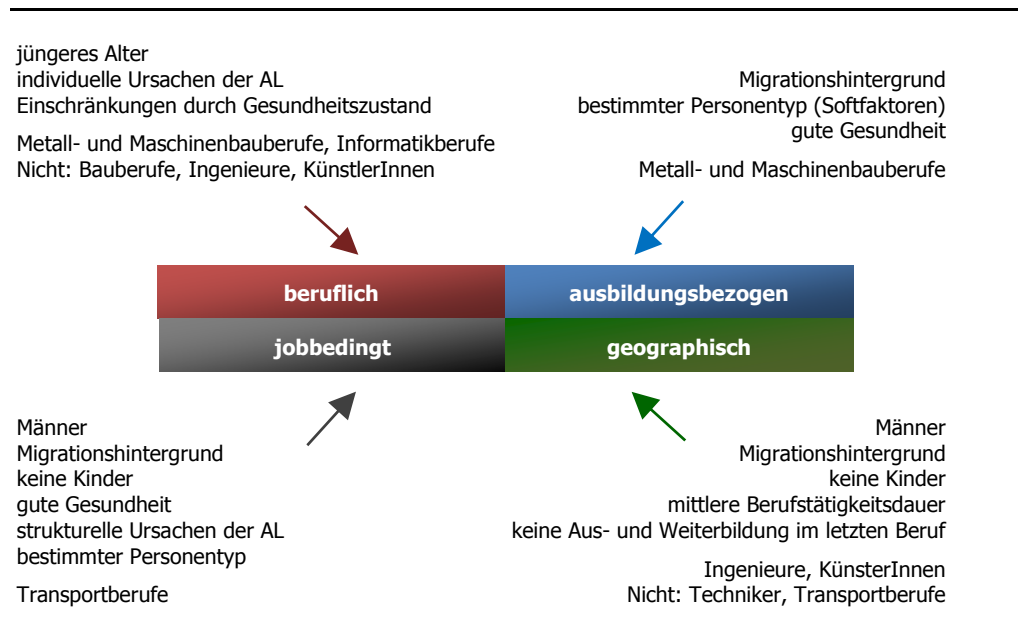 jüngeres Alter
individuelle Ursachen der AL
Einschränkungen durch Gesundheitszustand
Metall- und Maschinenbauberufe, Informatikberufe
Nicht: Bauberufe, Ingenieure, KünstlerInnen
Migrationshintergrund
bestimmter Personentyp (Softfaktoren)
gute Gesundheit
Metall- und Maschinenbauberufe
beruflich
ausbildungsbezogen
jobbedingt
geographisch
Männer
Migrationshintergrund
keine Kinder
gute Gesundheit
strukturelle Ursachen der AL
bestimmter Personentyp
Transportberufe
Männer
Migrationshintergrund
keine Kinder
mittlere Berufstätigkeitsdauer
keine Aus- und Weiterbildung im letzten Beruf
Ingenieure, KünsterInnen
Nicht: Techniker, Transportberufe